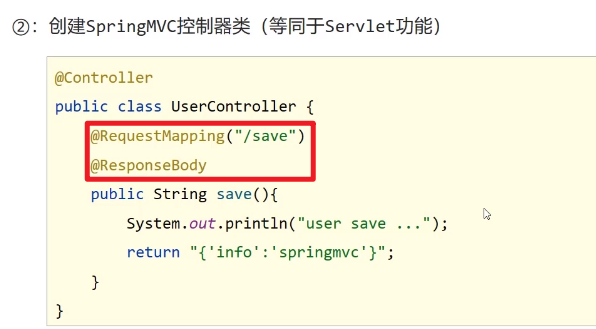 ②：创建SpringMVC控制器类（等同于Servlet功能）
@Controller
public class UserController {
@RequestMapping("/save")
@ResponseBody
public String save(){
System.out.println("user save ...");
return "{'info':'springmvc'}";
}
}